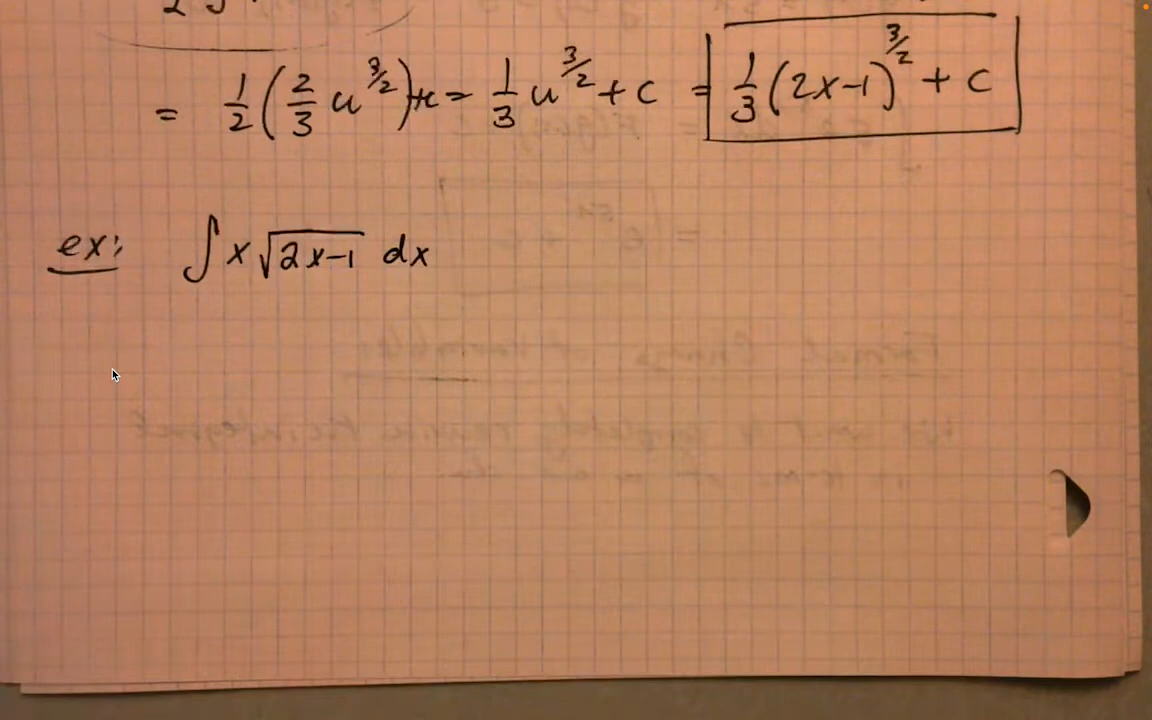 = 1/2 (2/3 u^3/2) + c = 1/3 u^3/2 + c = 1/3 (2x-1)^3/2 + c
ex: ∫ x √(2x-1) dx